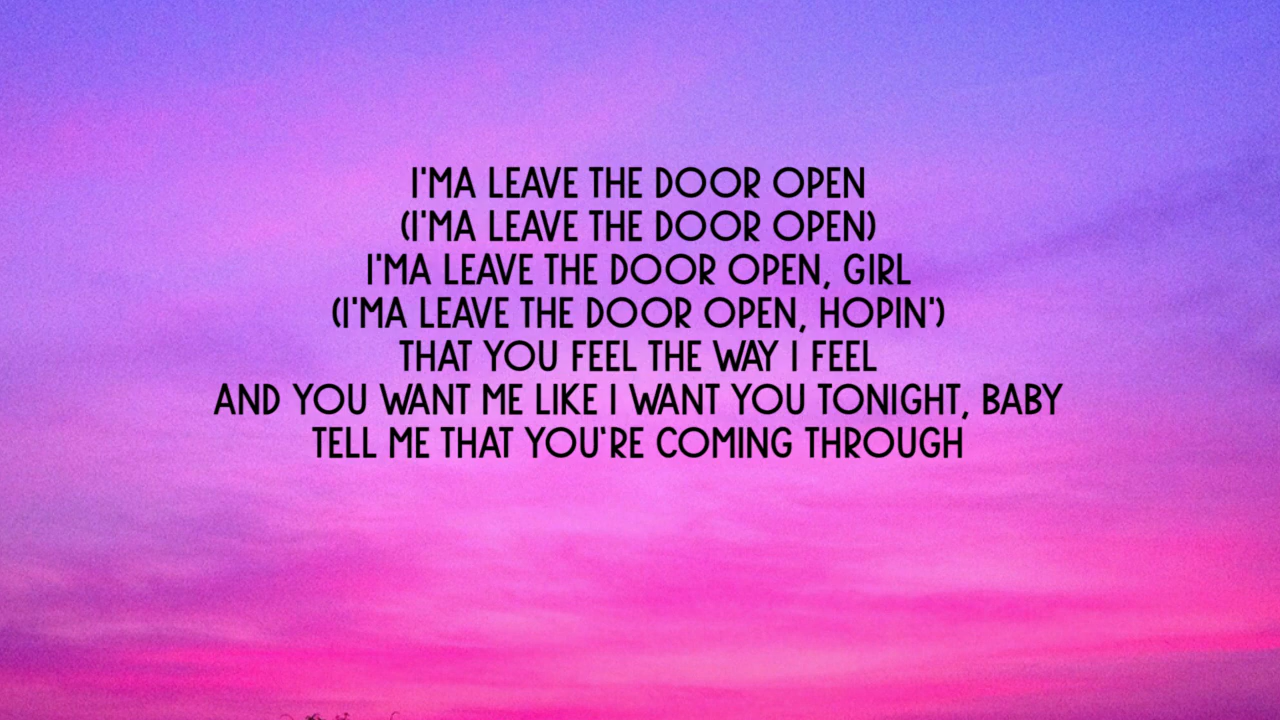 I'MA LEAVE THE DOOR OPEN
(I'MA LEAVE THE DOOR OPEN)
I'MA LEAVE THE DOOR OPEN, GIRL
(I'MA LEAVE THE DOOR OPEN, HOPIN')
THAT YOU FEEL THE WAY I FEEL
AND YOU WANT ME LIKE I WANT YOU TONIGHT, BABY
TELL ME THAT YOU'RE COMING THROUGH